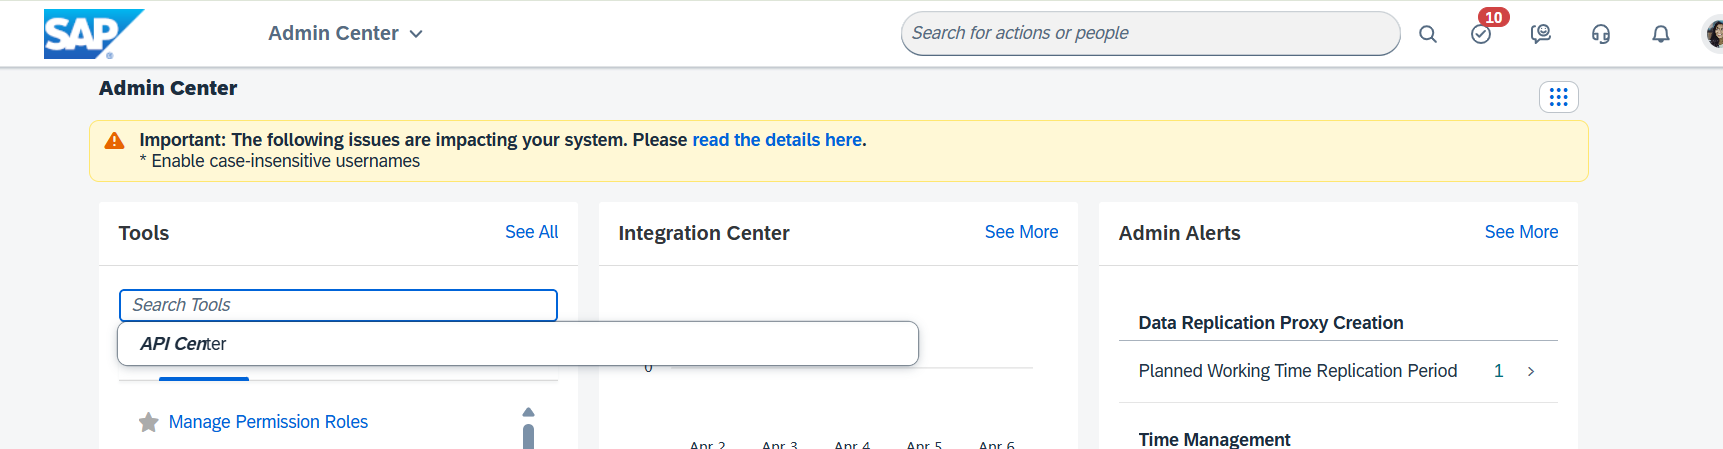 SAP
Admin Center
Search for actions or people
10
Admin Center
Important: The following issues are impacting your system. Please read the details here.
* Enable case-insensitive usernames
Tools
See All
Search Tools
API Center
Manage Permission Roles
Integration Center
See More
0
Apr 2 Apr 3 Apr 4 Apr 5 Apr 6
Admin Alerts
See More
Data Replication Proxy Creation
Planned Working Time Replication Period 1
Time Management